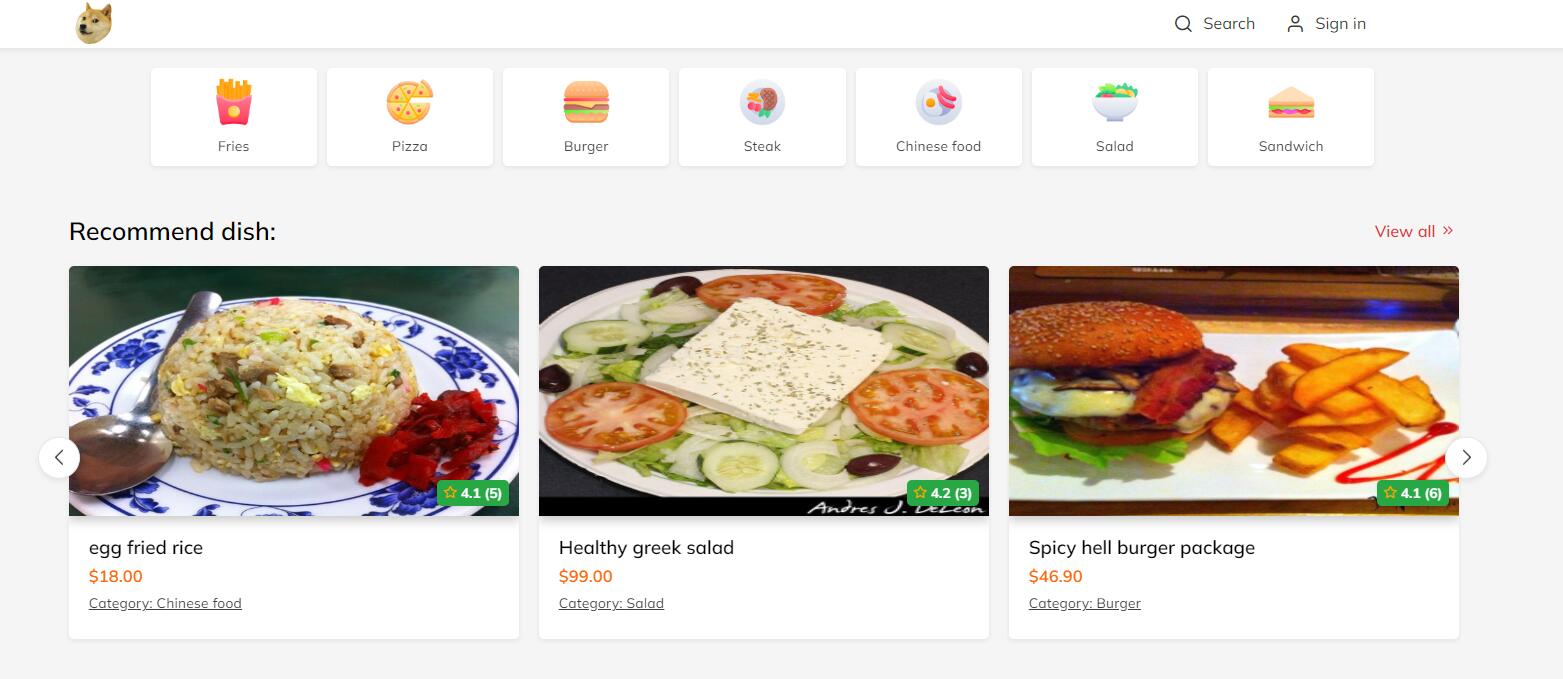 Search
Sign in
Fries
Pizza
Burger
Steak
Chinese food
Salad
Sandwich
Recommend dish:
View all »
4.1 (5)
Andres J. DeLeon
4.2 (3)
4.1 (6)
egg fried rice
$18.00
Category: Chinese food
Healthy greek salad
$99.00
Category: Salad
Spicy hell burger package
$46.90
Category: Burger